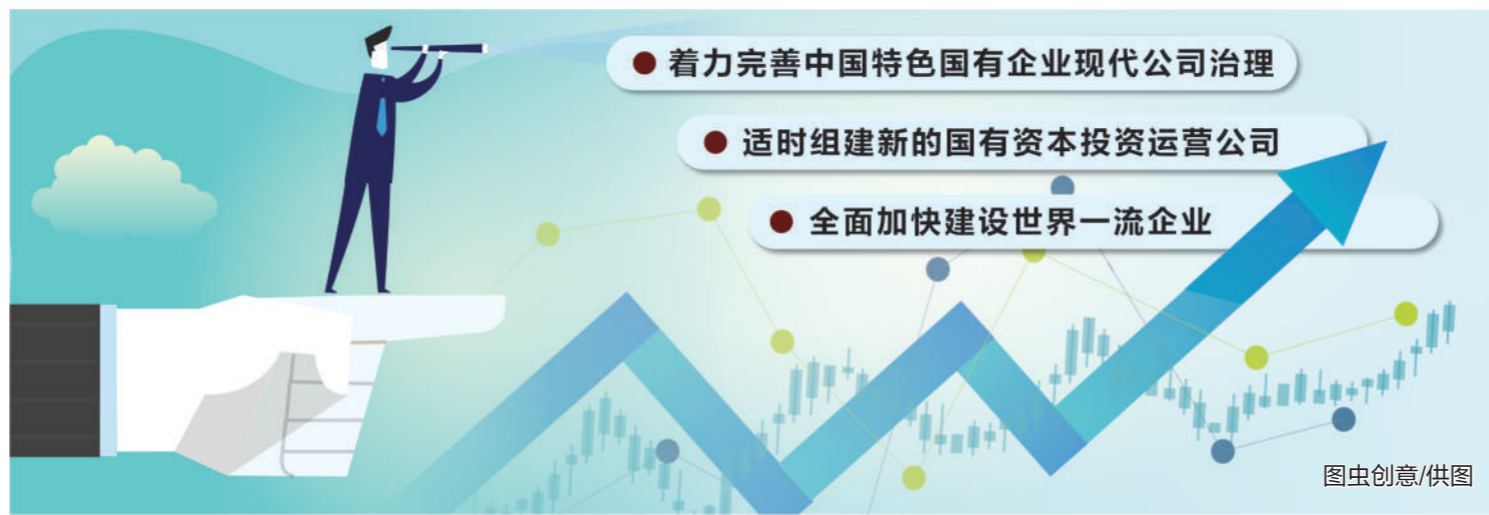 着力完善中国特色国有企业现代公司治理
适时组建新的国有资本投资运营公司
全面加快建设世界一流企业
图虫创意/供图